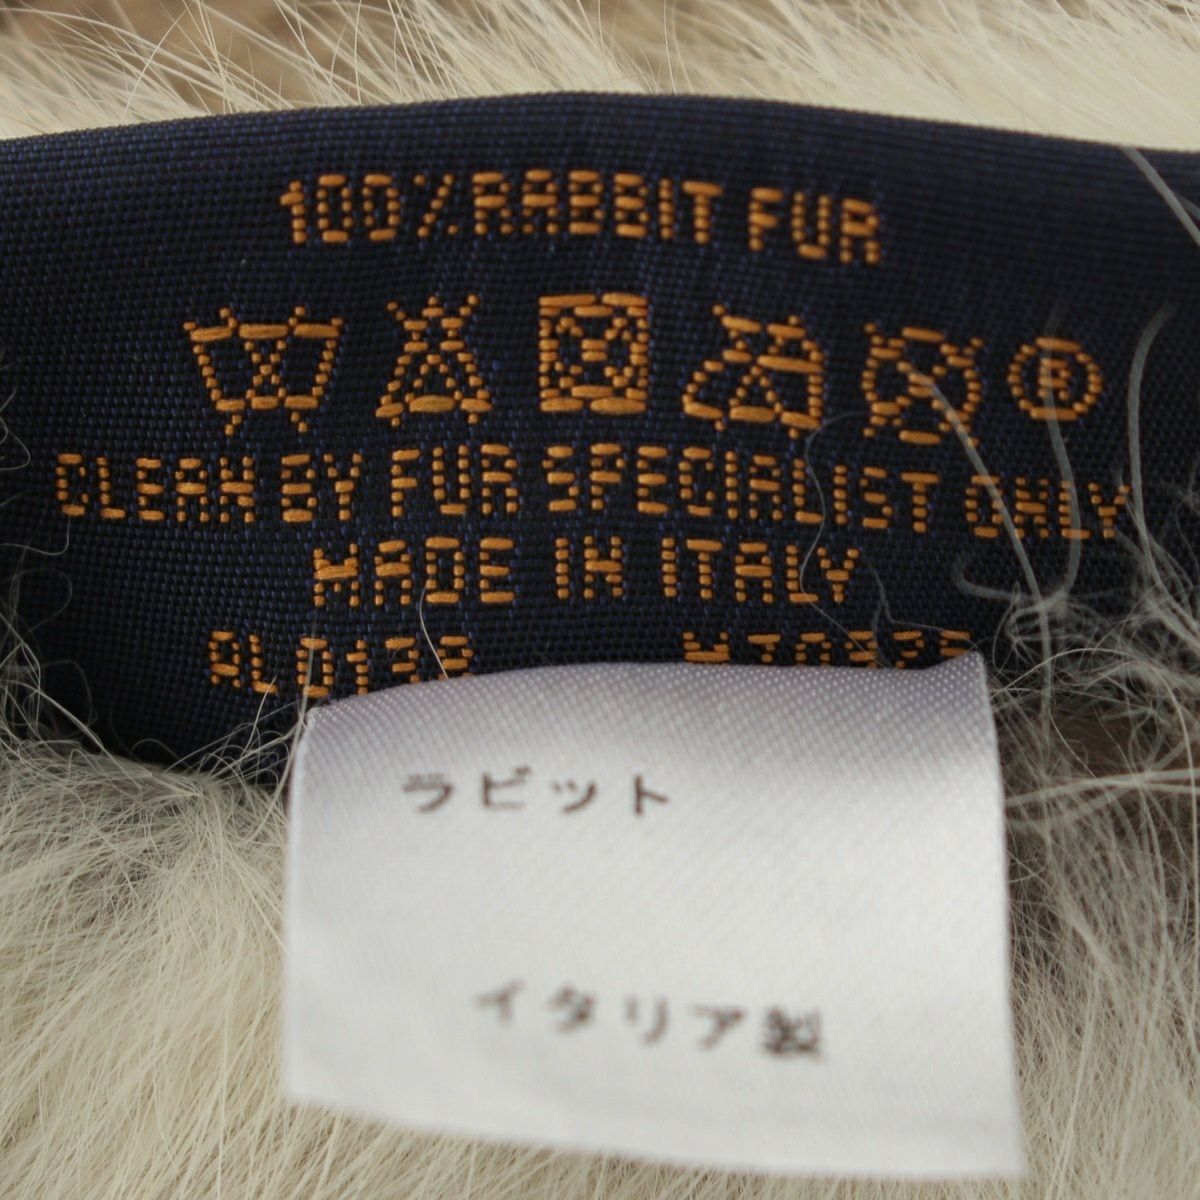 100% RABBIT FUR
CLEAN BY FUR SPECIALIST ONLY
MADE IN ITALY
ラビット
イタリア製